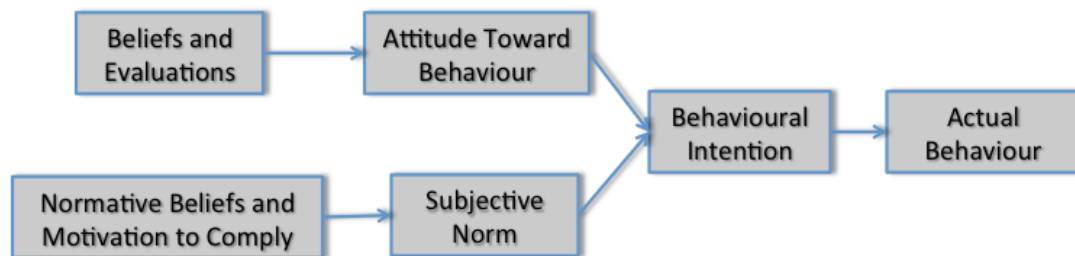 Beliefs and
Evaluations
Attitude Toward
Behaviour
Behavioural
Intention
Actual
Behaviour
Normative Beliefs and
Motivation to Comply
Subjective
Norm